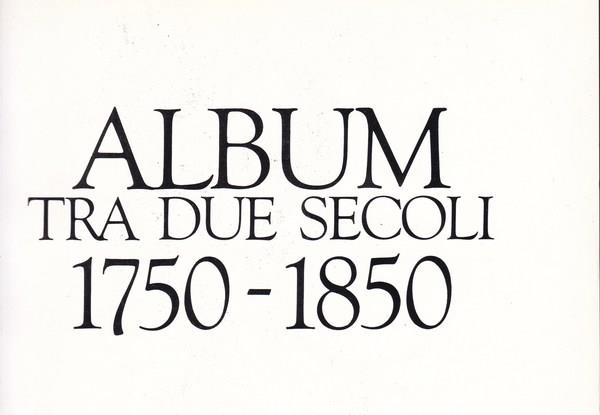 ALBUM
TRA DUE SECOLI
1750-1850